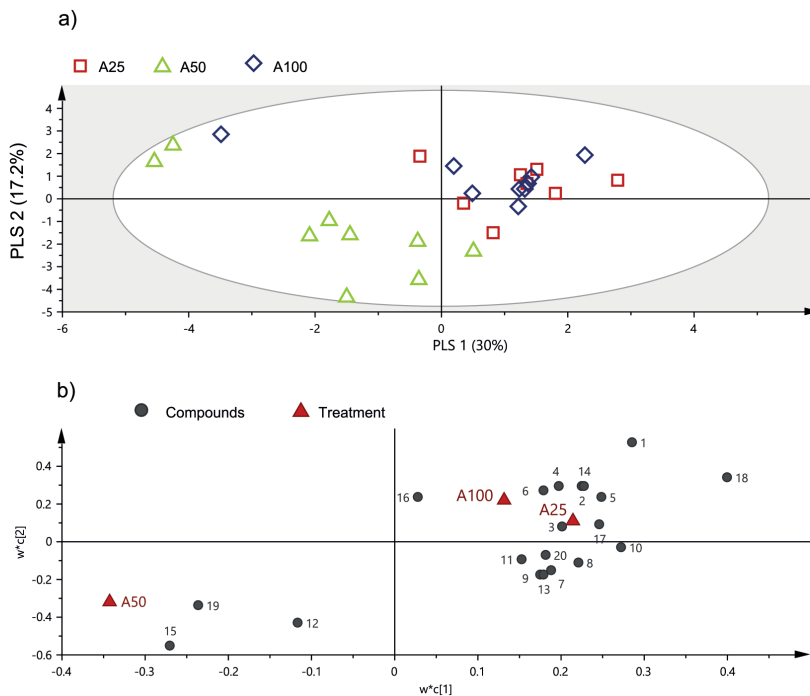 a)
A25 A50 A100
PLS 2 (17.2%)
4
3
2
1
0
-1
-2
-3
-4
-5
-6 -4 -2 0 2
PLS 1 (30%)
b)
Compounds Treatment
w*c[2]
0.4
0.2
0
-0.2
-0.4
-0.6
1
18
4 14
6 2 5
16 A100
A25
3 17
10
11 20 8
9 13 7
A50 19
15 12
-0.4 -0.3 -0.2 -0.1 0 0.1 0.2 0.3 0.4
w*c[1]